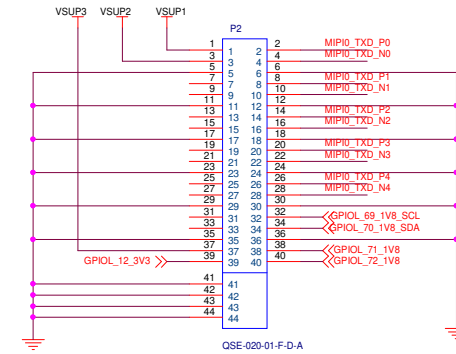 VSUP3 VSUP2 VSUP1
P2
1 1 2 2 MIPI0_TXD_P0
3 3 4 4 MIPI0_TXD_N0
5 5 6 6
7 7 8 8 MIPI0_TXD_P1
9 9 10 10 MIPI0_TXD_N1
11 11 12 12
13 13 14 14 MIPI0_TXD_P2
15 15 16 16 MIPI0_TXD_N2
17 17 18 18
19 19 20 20 MIPI0_TXD_P3
21 21 22 22 MIPI0_TXD_N3
23 23 24 24
25 25 26 26 MIPI0_TXD_P4
27 27 28 28 MIPI0_TXD_N4
29 29 30 30
31 31 32 32 GPIOL_69_1V8_SCL
33 33 34 34 GPIOL_70_1V8_SDA
35 35 36 36
37 37 38 38 GPIOL_71_1V8
GPIOL_12_3V3 39 39 40 40 GPIOL_72_1V8
41 41
42 42
43 43
44 44
QSE-020-01-F-D-A